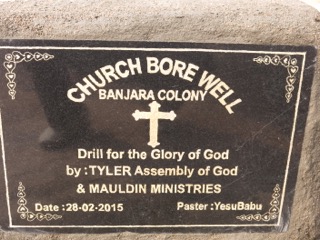 CHURCH BORE WELL
BANJARA COLONY
Drill for the Glory of God
by :TYLER Assembly of God
& MAULDIN MINISTRIES
Date :28-02-2015 Paster :YesuBabu